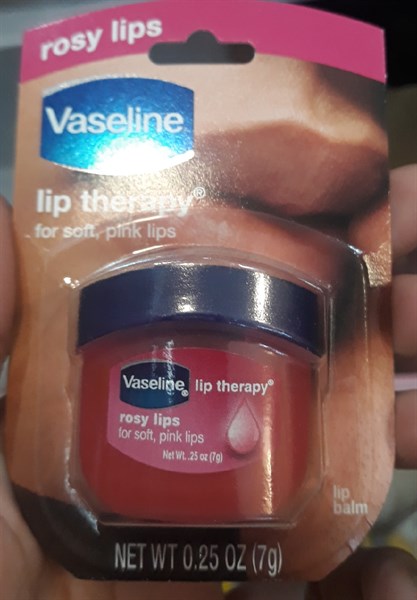 rosy lips
Vaseline
lip therapy®
for soft, pink lips
Vaseline® lip therapy®
rosy lips
for soft, pink lips
Net Wt. .25 oz (7g)
lip
balm
NET WT 0.25 OZ (7g)